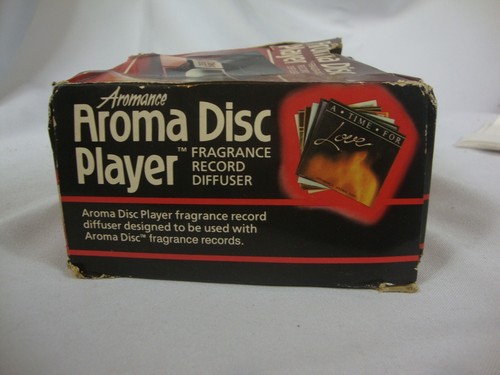 Aroma Disc
Player
Aromance
Aroma Disc
Player™
FRAGRANCE
RECORD
DIFFUSER
A • TIME • FOR
Love
Aroma Disc Player fragrance record
diffuser designed to be used with
Aroma Disc™ fragrance records.